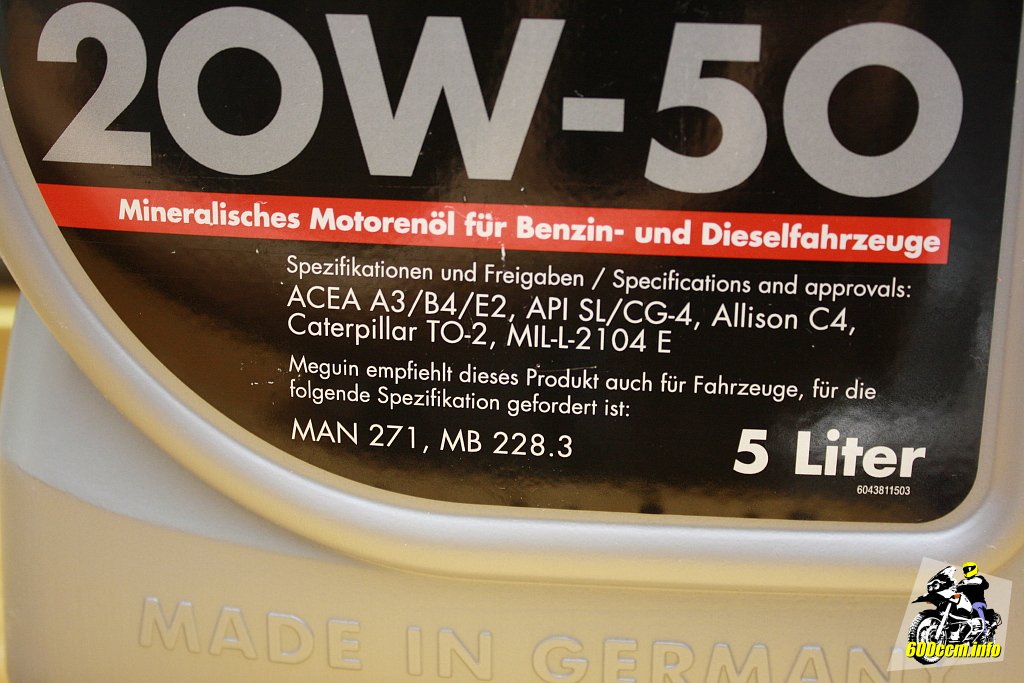 20W-50
Mineralisches Motorenöl für Benzin- und Dieselfahrzeuge
Spezifikationen und Freigaben / Specifications and approvals:
ACEA A3/B4/E2, API SL/CG-4, Allison C4,
Caterpillar TO-2, MIL-L-2104 E
Meguin empfiehlt dieses Produkt auch für Fahrzeuge, für die
folgende Spezifikation gefordert ist:
MAN 271, MB 228.3
5 Liter
6043811503
MADE IN GERMANY
600ccm.info